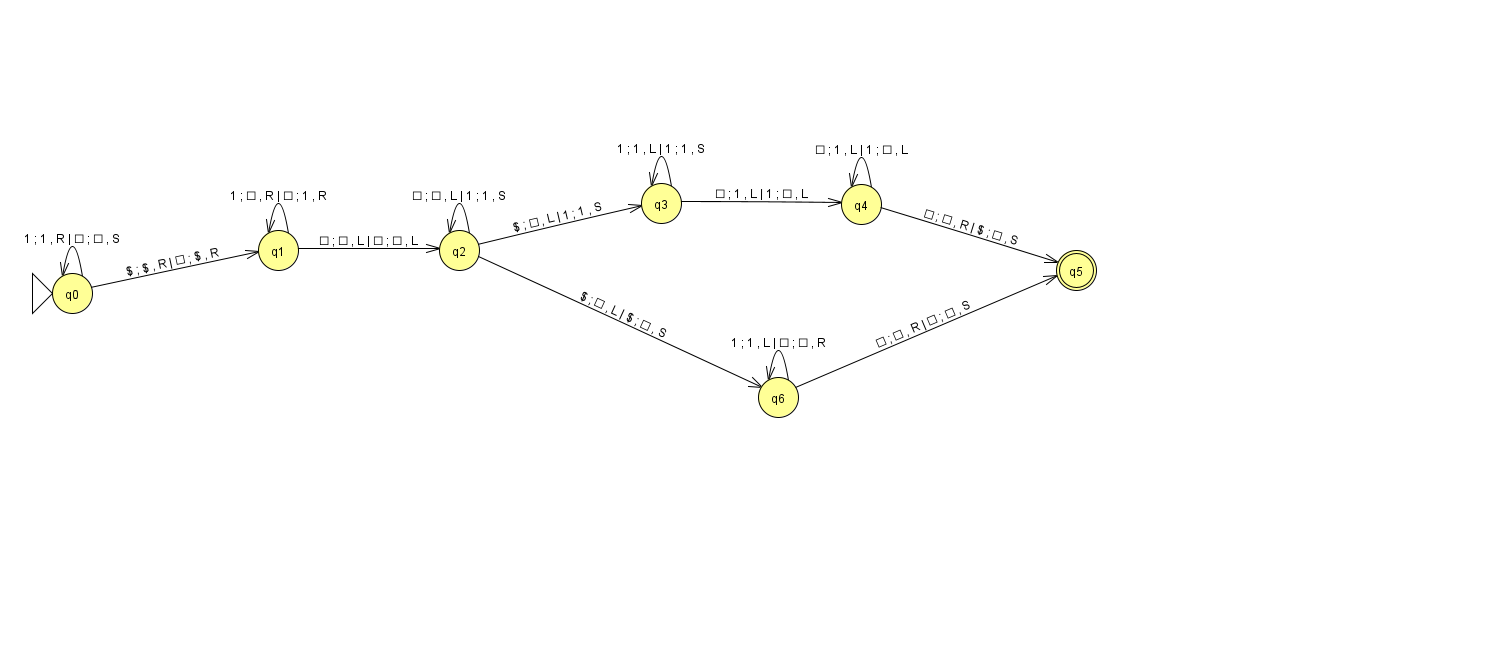 1 ; 1 , L | 1 ; 1 , S
□ ; 1 , L | 1 ; □ , L
1 ; □ , R | □ ; 1 , R
□ ; □ , L | 1 ; 1 , S
□ ; 1 , L | 1 ; □ , L
q3
q4
$ ; □ , L | 1 ; 1 , S
□ ; □ , R | $ ; □ , S
1 ; 1 , R | □ ; □ , S
□ ; □ , L | □ ; □ , L
q1
q2
$ ; $ , R | □ ; $ , R
q5
q0
$ ; □ , L | $ ; □ , S
□ ; □ , R | □ ; □ , S
1 ; 1 , L | □ ; □ , R
q6